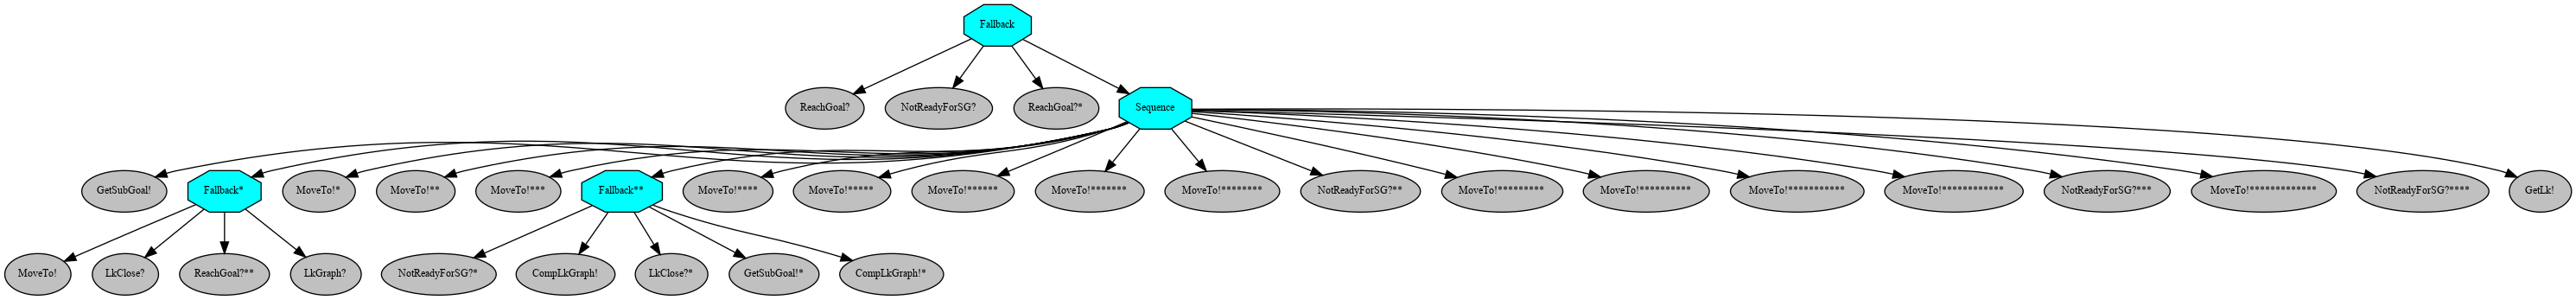 Fallback
ReachGoal? NotReadyForSG? ReachGoal?* Sequence
GetSubGoal! Fallback* MoveTo!* MoveTo!** MoveTo!*** Fallback** MoveTo!**** MoveTo!***** MoveTo!****** MoveTo!******* MoveTo!******** NotReadyForSG?** MoveTo!********* MoveTo!********** MoveTo!*********** MoveTo!************ NotReadyForSG?*** MoveTo!************* NotReadyForSG?**** GetLk!
MoveTo! LkClose? ReachGoal?** LkGraph? NotReadyForSG?* CompLkGraph! LkClose?* GetSubGoal!* CompLkGraph!*